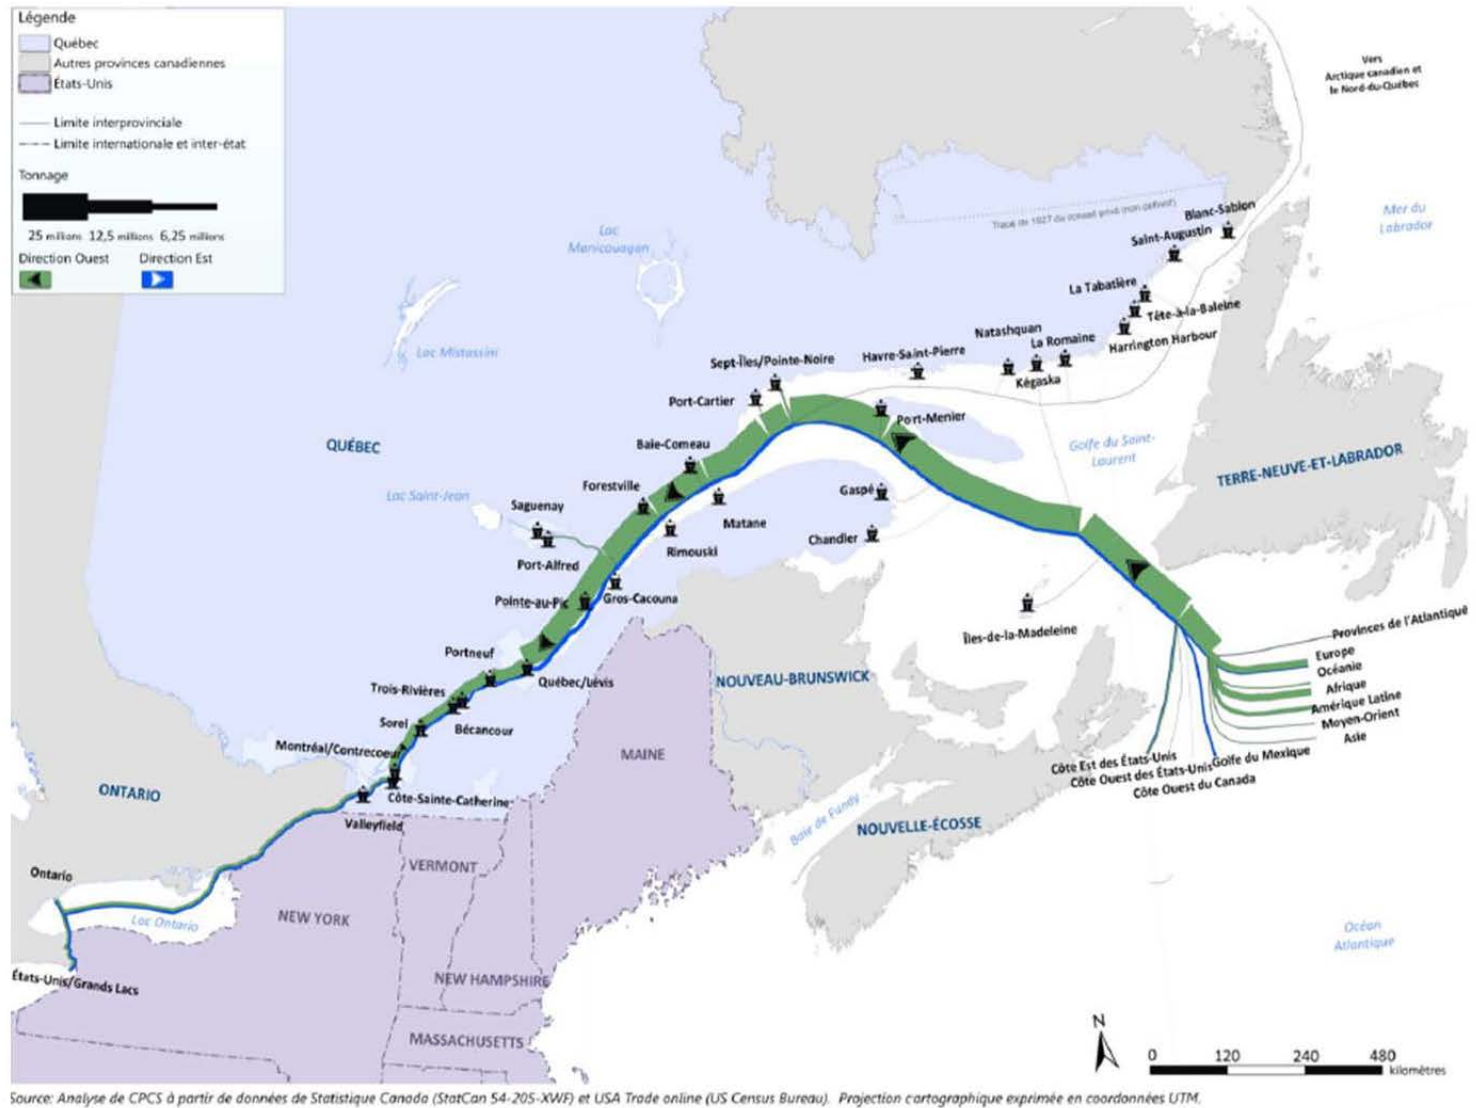 Légende
Québec
Autres provinces canadiennes
États-Unis
Limite interprovinciale
Limite internationale et inter-état
Tonnage
25 millions 12,5 millions 6,25 millions
Direction Ouest Direction Est
Vers
Arctique canadien et
le Nord-du-Québec
Mer du
Labrador
Tracé de 1927 du conseil privé (non définitif)
Blanc-Sablon
Saint-Augustin
Lac
Manicouagan
La Tabatière
Tête-à-la-Baleine
Harrington Harbour
Natashquan
La Romaine
Kégaska
Lac Mistassini
Sept-Îles/Pointe-Noire
Havre-Saint-Pierre
Port-Cartier
Port-Menier
QUÉBEC
Baie-Comeau
Golfe du Saint-
Laurent
TERRE-NEUVE-ET-LABRADOR
Lac Saint-Jean
Forestville
Gaspé
Saguenay
Matane
Chandler
Rimouski
Port-Alfred
Pointe-au-Pic
Gros-Cacouna
Îles-de-la-Madeleine
Provinces de l'Atlantique
Europe
Océanie
Afrique
Amérique Latine
Moyen-Orient
Asie
Portneuf
Québec/Lévis
NOUVEAU-BRUNSWICK
Trois-Rivières
Sorel
Bécancour
Montréal/Contrecoeur
MAINE
Côte Est des États-Unis
Golfe du Mexique
Côte Ouest des États-Unis
Côte Ouest du Canada
ONTARIO
Côte-Sainte-Catherine
Valleyfield
Baie de Fundy
NOUVELLE-ÉCOSSE
VERMONT
Ontario
Lac Ontario
NEW YORK
Océan
Atlantique
États-Unis/Grands Lacs
NEW HAMPSHIRE
MASSACHUSETTS
N
0 120 240 480
kilomètres
Source: Analyse de CPCS à partir de données de Statistique Canada (StatCan 54-205-XWF) et USA Trade online (US Census Bureau). Projection cartographique exprimée en coordonnées UTM.